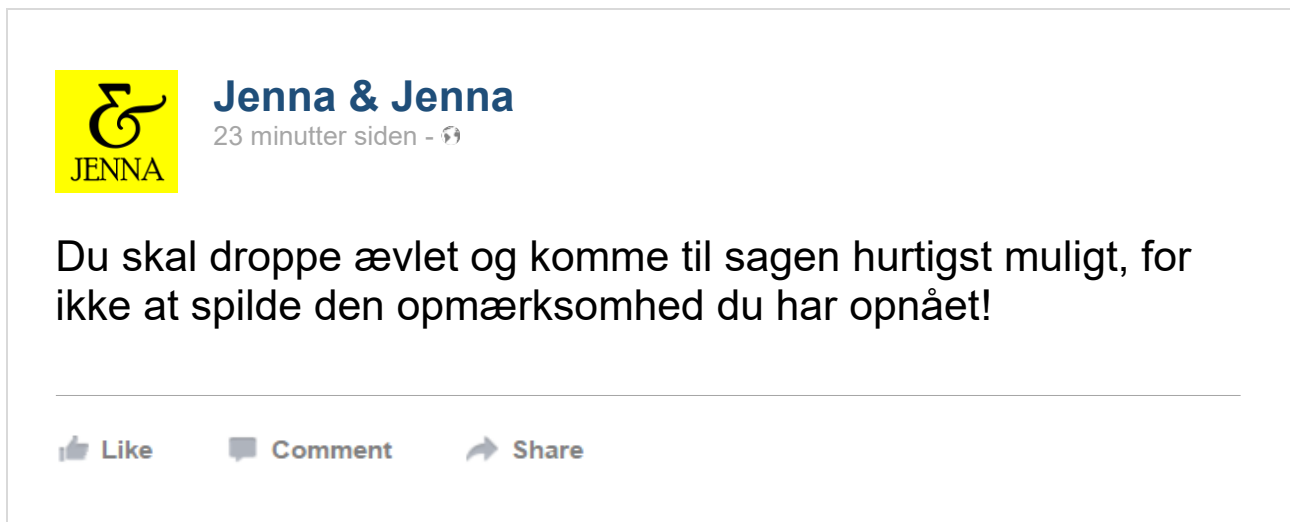 &
JENNA
Jenna & Jenna
23 minutter siden -
Du skal droppe ævlet og komme til sagen hurtigst muligt, for
ikke at spilde den opmærksomhed du har opnået!
Like Comment Share